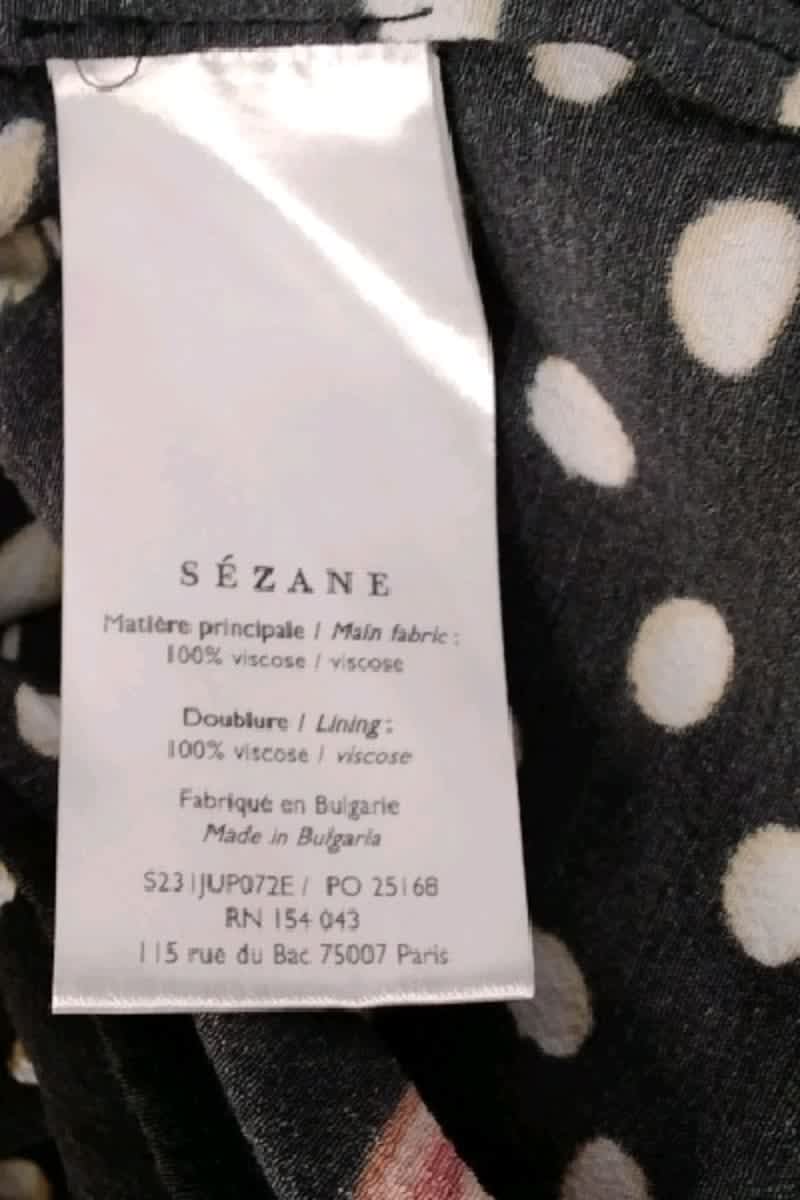 SÉZANE
Matière principale / Main fabric :
100% viscose / viscose
Doublure / Lining :
100% viscose / viscose
Fabriqué en Bulgarie
Made in Bulgaria
S231JUP072E / PO 25168
RN 154 043
115 rue du Bac 75007 Paris